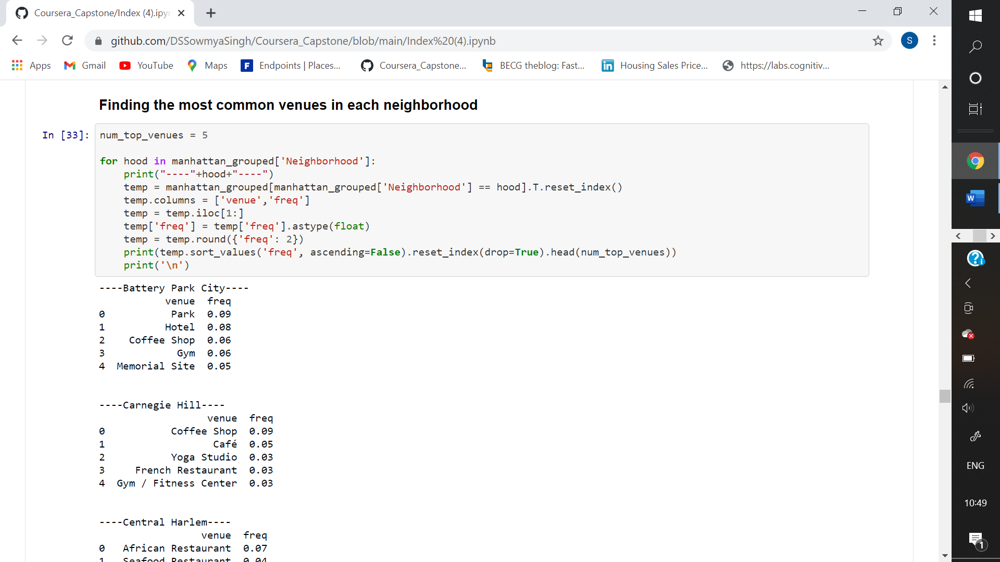 Coursera_Capstone/Index (4).ipyn
github.com/DSSowmyaSingh/Coursera_Capstone/blob/main/Index%20(4).ipynb
S
Apps
Gmail
YouTube
Maps
F
Endpoints | Places...
Coursera_Capstone...
BECG theblog: Fast...
in
Housing Sales Price...
https://labs.cognitiv...
Finding the most common venues in each neighborhood
In [33]:
num_top_venues = 5
for hood in manhattan_grouped['Neighborhood']:
    print("----"+hood+"----")
    temp = manhattan_grouped[manhattan_grouped['Neighborhood'] == hood].T.reset_index()
    temp.columns = ['venue','freq']
    temp = temp.iloc[1:]
    temp['freq'] = temp['freq'].astype(float)
    temp = temp.round({'freq': 2})
    print(temp.sort_values('freq', ascending=False).reset_index(drop=True).head(num_top_venues))
    print('\n')
----Battery Park City----
venue freq
0 Park 0.09
1 Hotel 0.08
2 Coffee Shop 0.06
3 Gym 0.06
4 Memorial Site 0.05
----Carnegie Hill----
venue freq
0 Coffee Shop 0.09
1 Café 0.05
2 Yoga Studio 0.03
3 French Restaurant 0.03
4 Gym / Fitness Center 0.03
----Central Harlem----
venue freq
0 African Restaurant 0.07
1 Seafood Restaurant 0.04
W
ENG
10:49
1